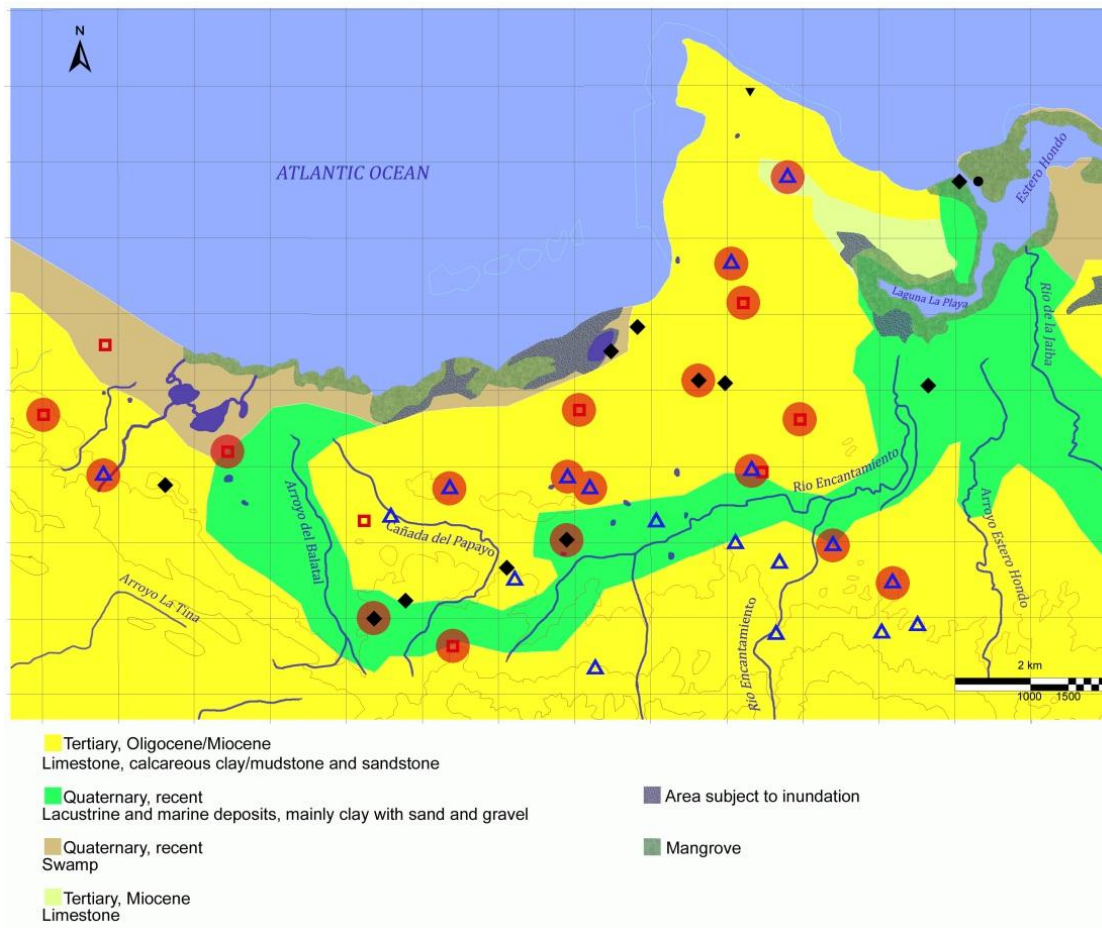 N
ATLANTIC OCEAN
Estero Hondo
Laguna La Playa
Rio de la Jaiba
Rio Encantamiento
Arroyo del Balatal
Cañada del Papayo
Arroyo La Tina
Arroyo Estero Hondo
Rio Encantamiento
2 km
1000 1500
Tertiary, Oligocene/Miocene
Limestone, calcareous clay/mudstone and sandstone
Quaternary, recent
Lacustrine and marine deposits, mainly clay with sand and gravel
Area subject to inundation
Quaternary, recent
Swamp
Mangrove
Tertiary, Miocene
Limestone